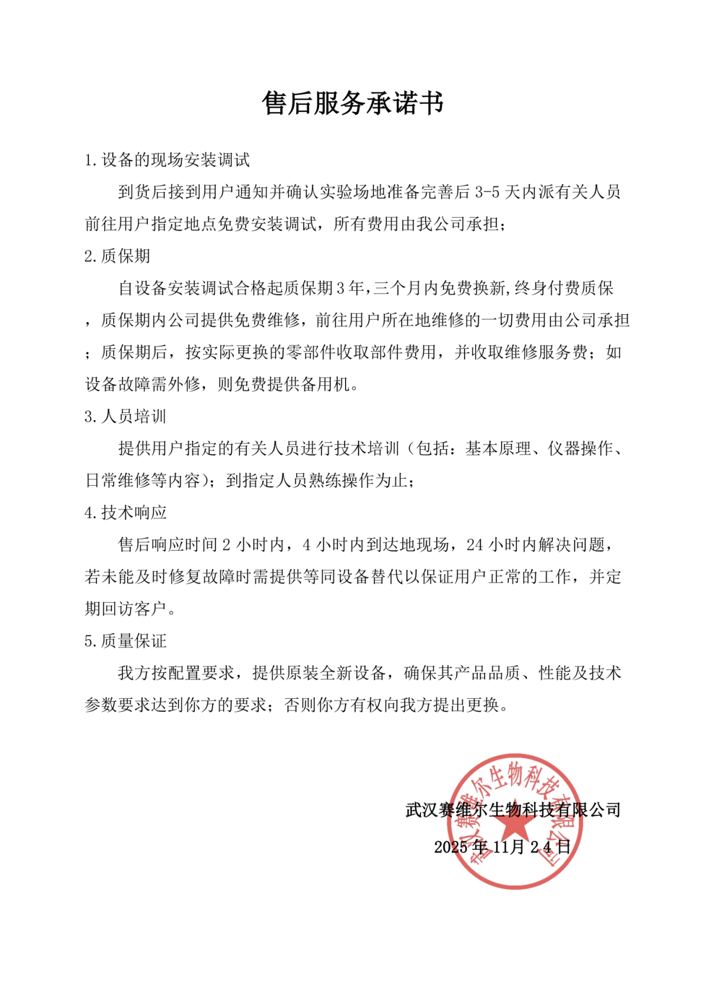 售后服务承诺书
1.设备的现场安装调试
到货后接到用户通知并确认实验场地准备完善后 3-5 天内派有关人员
前往用户指定地点免费安装调试，所有费用由我公司承担；
2.质保期
自设备安装调试合格起质保期 3 年，三个月内免费换新,终身付费质保
，质保期内公司提供免费维修，前往用户所在地维修的一切费用由公司承担
；质保期后，按实际更换的零部件收取部件费用，并收取维修服务费；如
设备故障需外修，则免费提供备用机。
3.人员培训
提供用户指定的有关人员进行技术培训（包括：基本原理、仪器操作、
日常维修等内容）；到指定人员熟练操作为止；
4.技术响应
售后响应时间 2 小时内，4 小时内到达地现场，24 小时内解决问题，
若未能及时修复故障时需提供等同设备替代以保证用户正常的工作，并定
期回访客户。
5.质量保证
我方按配置要求，提供原装全新设备，确保其产品品质、性能及技术
参数要求达到你方的要求；否则你方有权向我方提出更换。
武汉赛维尔生物科技有限公司
武汉赛维尔生物科技有限公司
2025 年 11月 24日